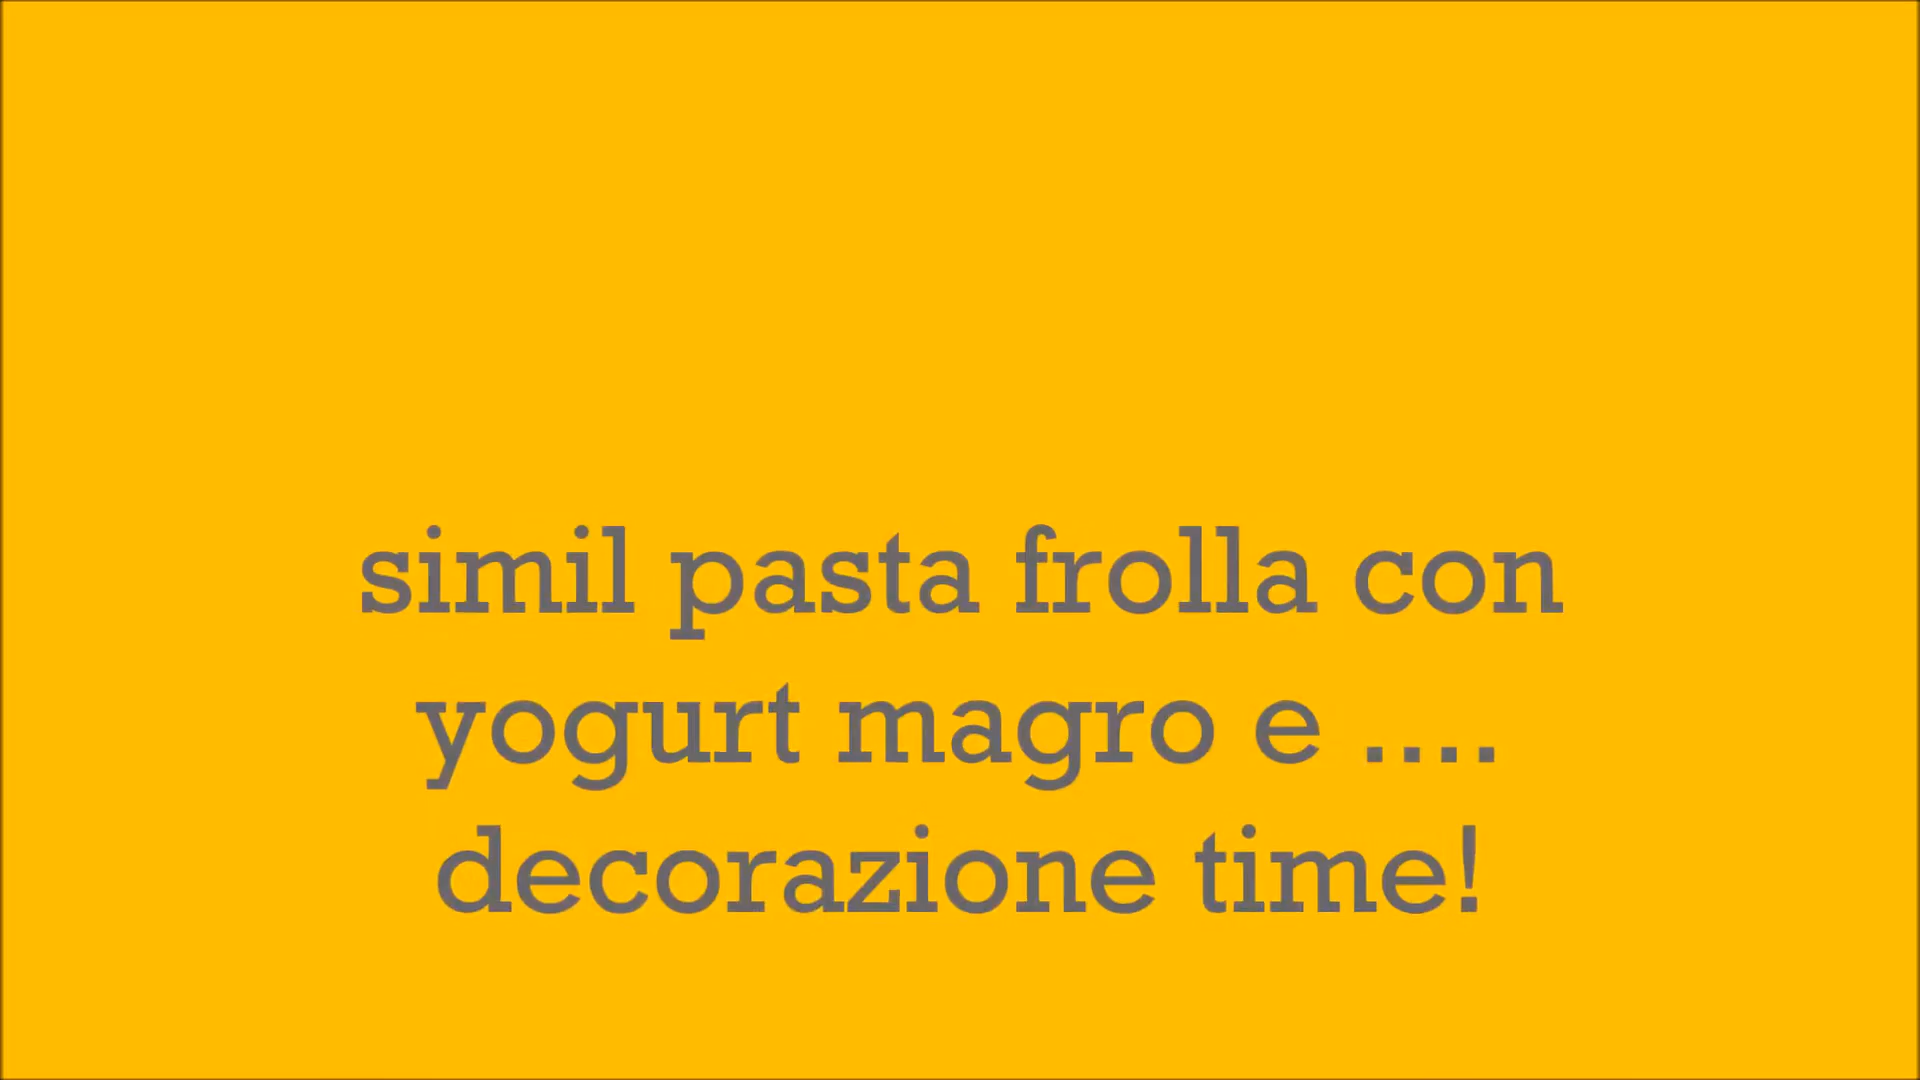 simil pasta frolla con
yogurt magro e ....
decorazione time!